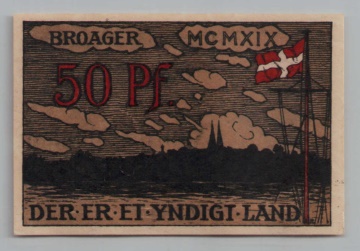 BROAGER MCMXIX
50 Pf.
DER·ER·ET·YNDIGT·LAND